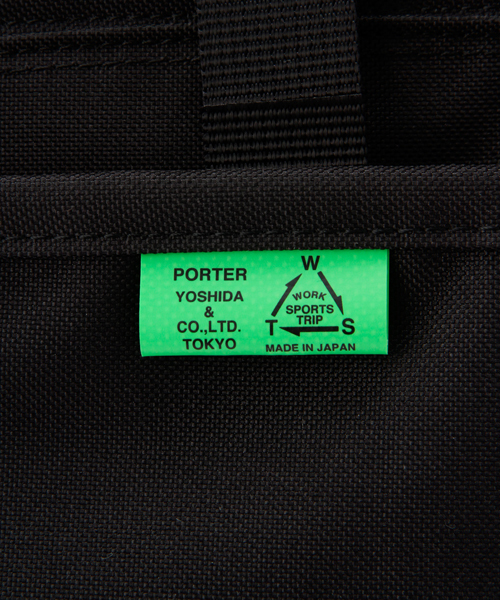 PORTER
YOSHIDA
&
CO.,LTD.
TOKYO
W
WORK
SPORTS
TRIP
T S
MADE IN JAPAN